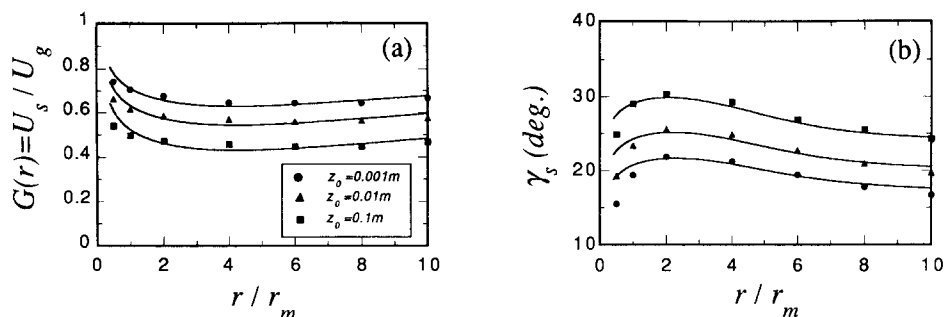 (a)
G(r)=U_s / U_g
1
0.8
0.6
0.4
0.2
0
0 2 4 6 8 10
r / r_m
z_0=0.001m
z_0=0.01m
z_0=0.1m
(b)
γ_s (deg.)
40
30
20
10
0 2 4 6 8 10
r / r_m